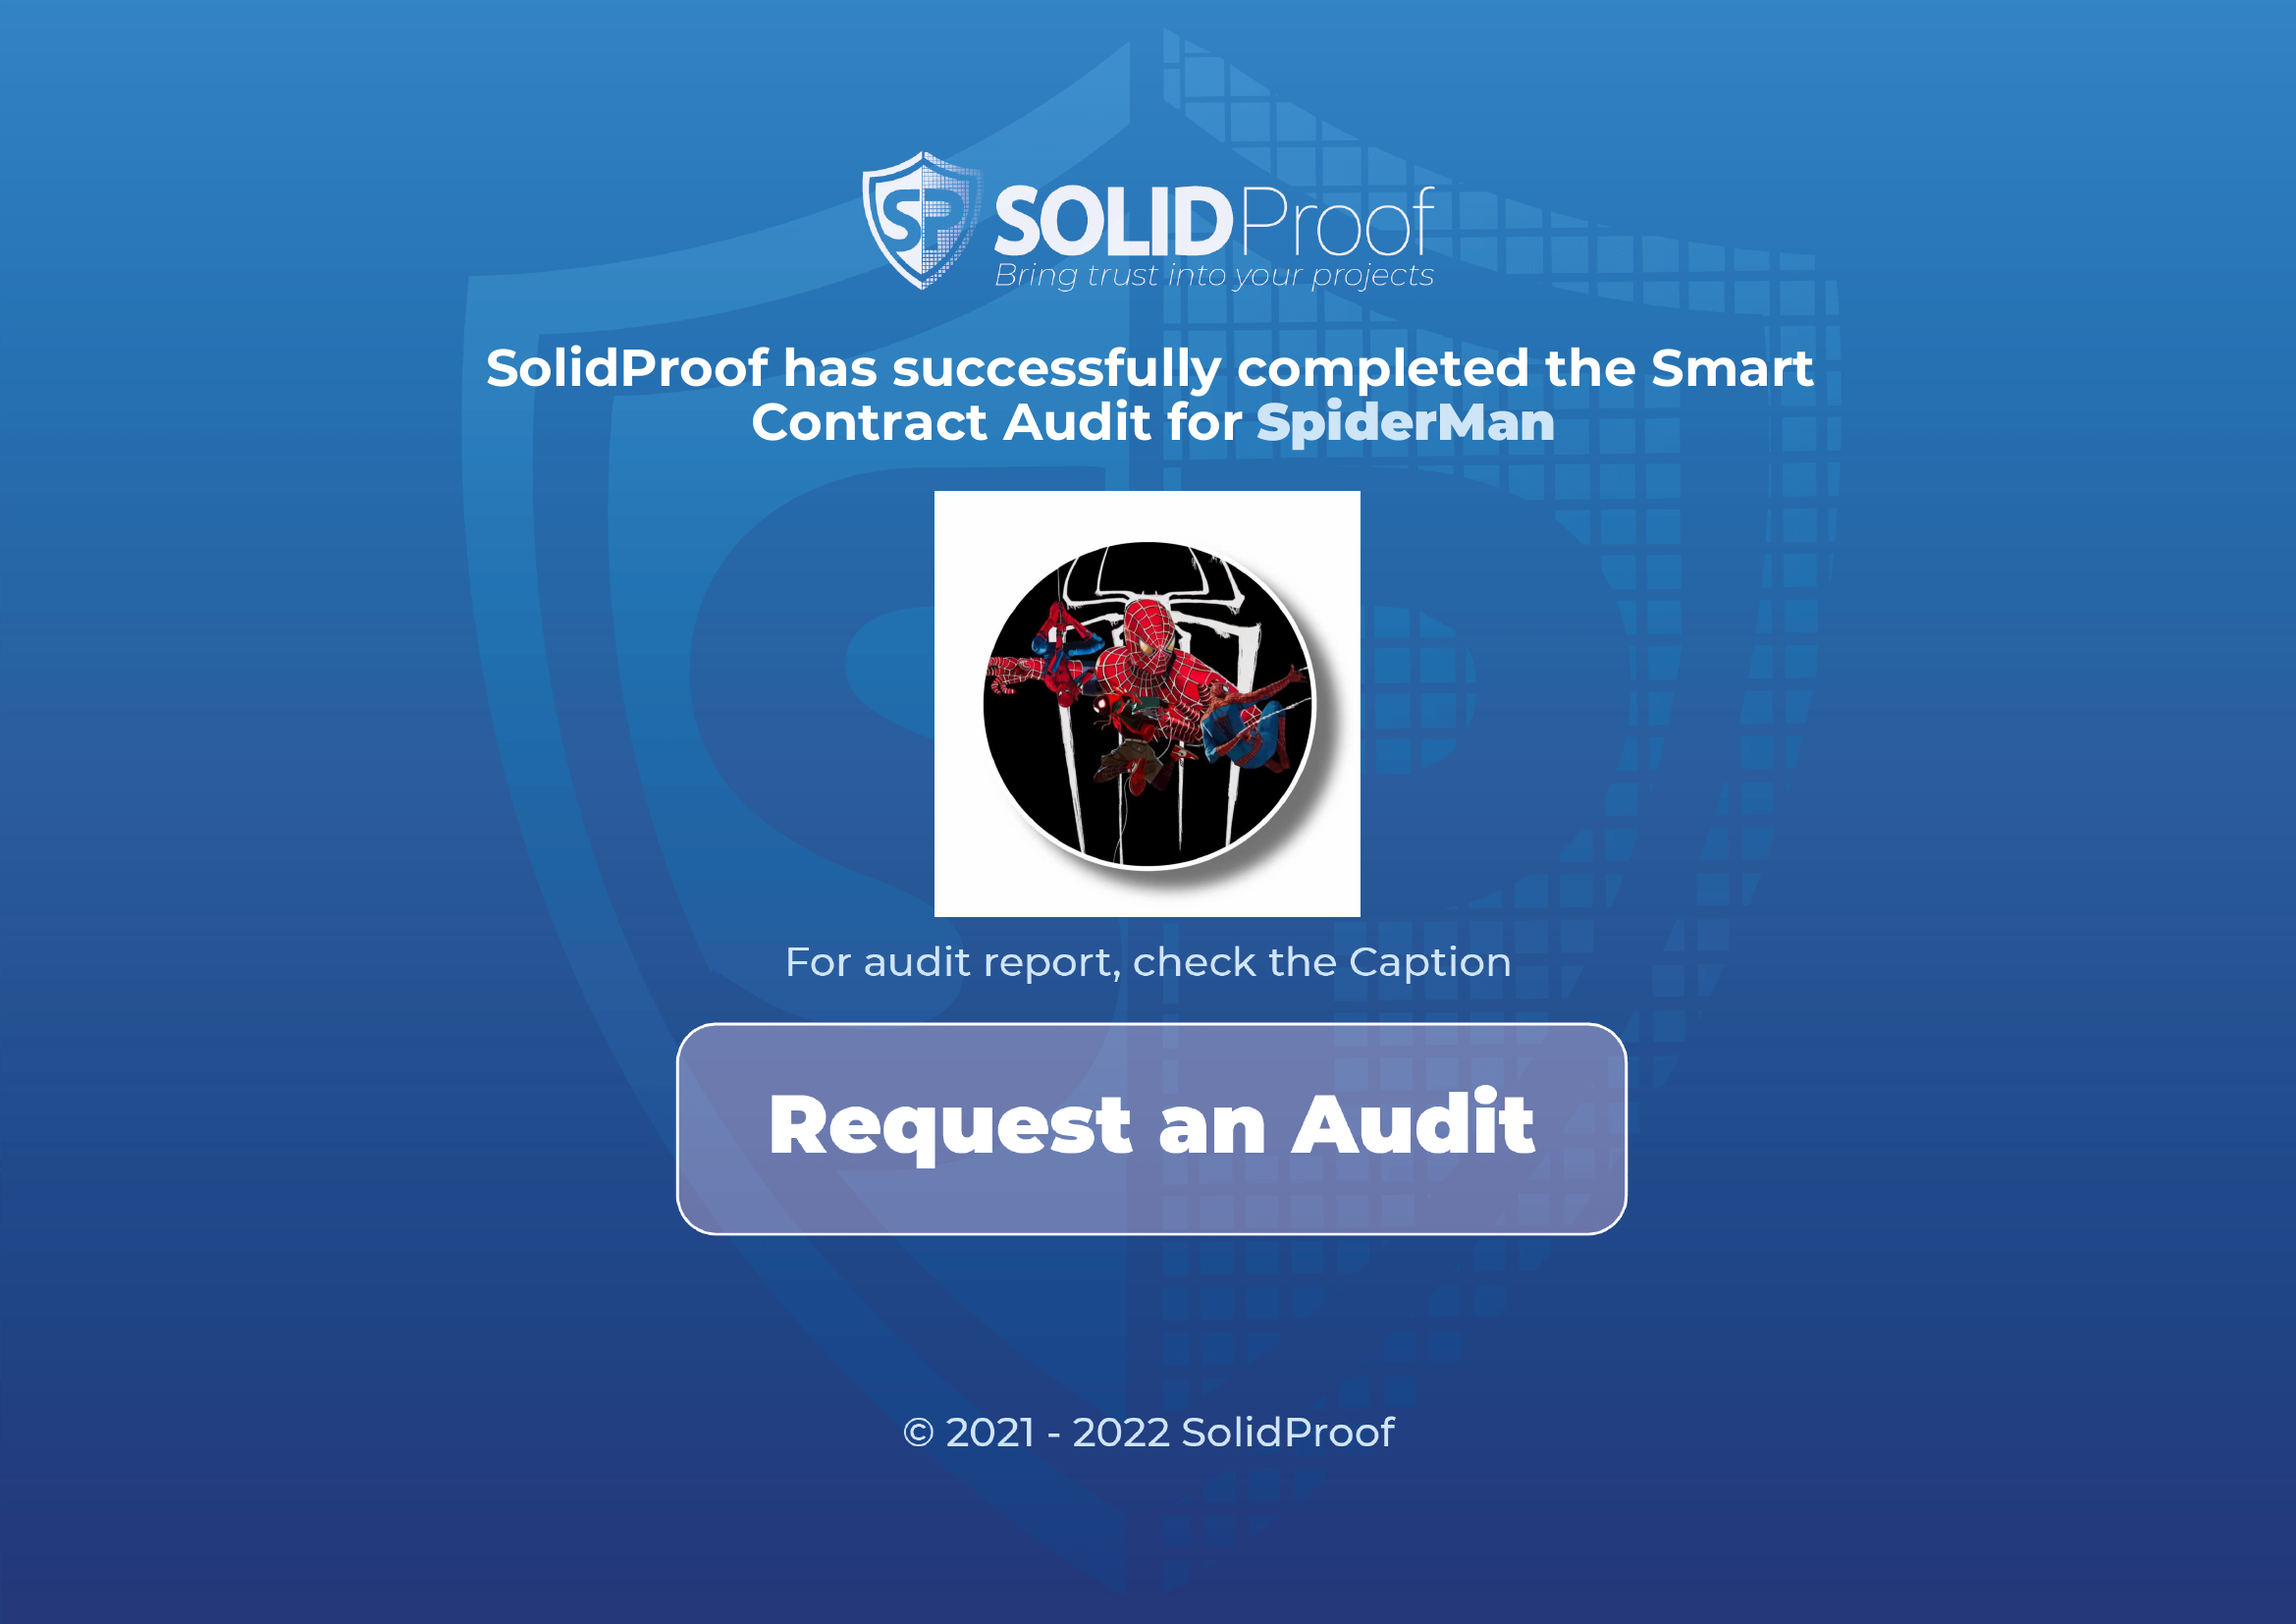 SP SOLIDProof
Bring trust into your projects
SolidProof has successfully completed the Smart
Contract Audit for SpiderMan
For audit report, check the Caption
Request an Audit
© 2021 - 2022 SolidProof